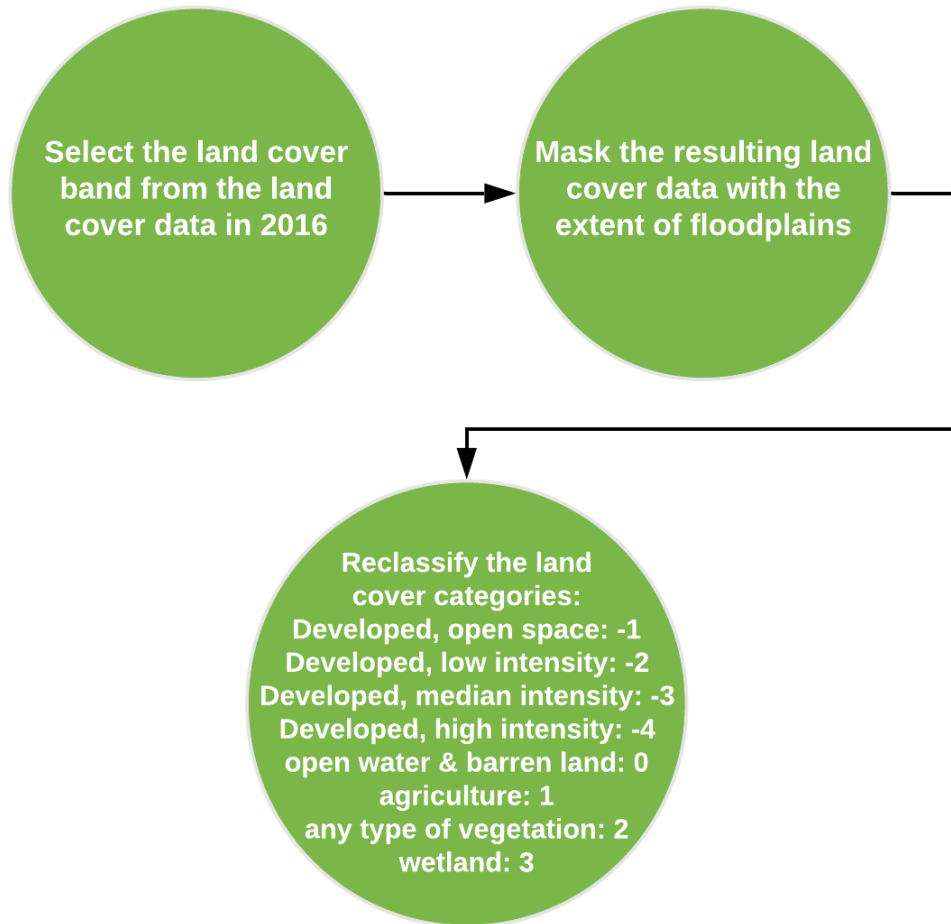 Select the land cover
band from the land
cover data in 2016
Mask the resulting land
cover data with the
extent of floodplains
Reclassify the land
cover categories:
Developed, open space: -1
Developed, low intensity: -2
Developed, median intensity: -3
Developed, high intensity: -4
open water & barren land: 0
agriculture: 1
any type of vegetation: 2
wetland: 3